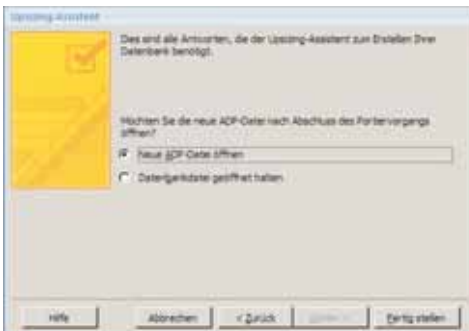 Upsizing-Assistent
Dies sind alle Antworten, die der Upsizing-Assistent zum Erstellen Ihrer
Datenbank benötigt.
Möchten Sie die neue ADP-Datei nach Abschluss des Portiervorgangs
öffnen?
Neue ADP-Datei öffnen
Datenbankdatei geöffnet halten
Hilfe
Abbrechen
< Zurück
Weiter >
Fertig stellen